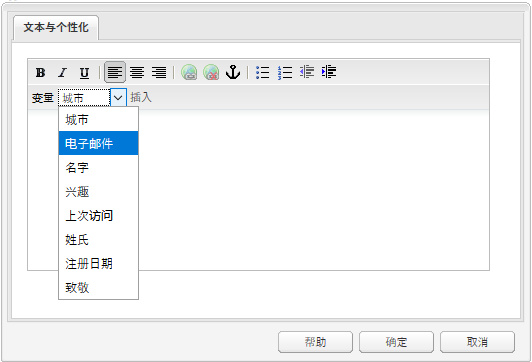 文本与个性化
B I U
变量 城市 插入
城市
电子邮件
名字
兴趣
上次访问
姓氏
注册日期
致敬
帮助 确定 取消